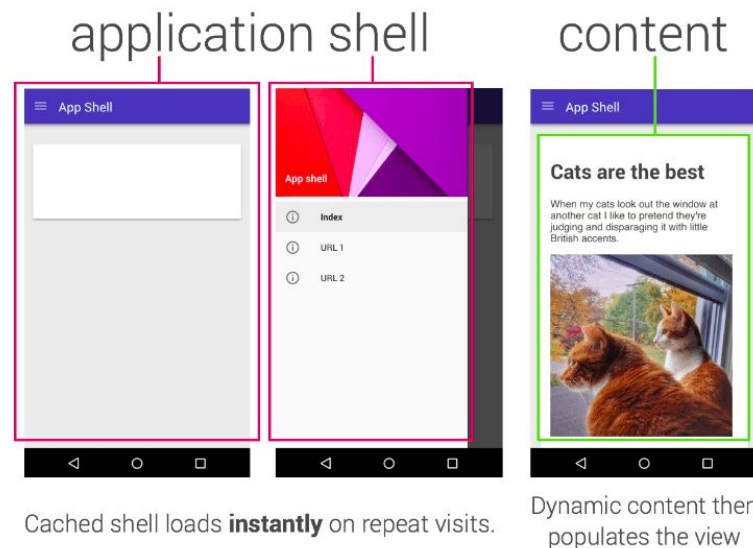 application shell
content
App Shell
App shell
Index
URL 1
URL 2
App Shell
Cats are the best
When my cats look out the window at
another cat I like to pretend they're
judging and disparaging it with little
British accents.
Cached shell loads instantly on repeat visits.
Dynamic content then
populates the view